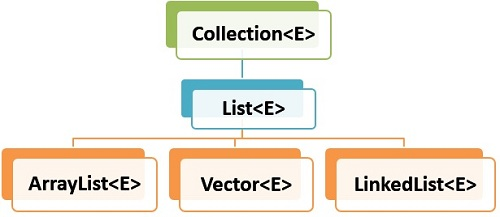 Collection<E>
List<E>
ArrayList<E>
Vector<E>
LinkedList<E>